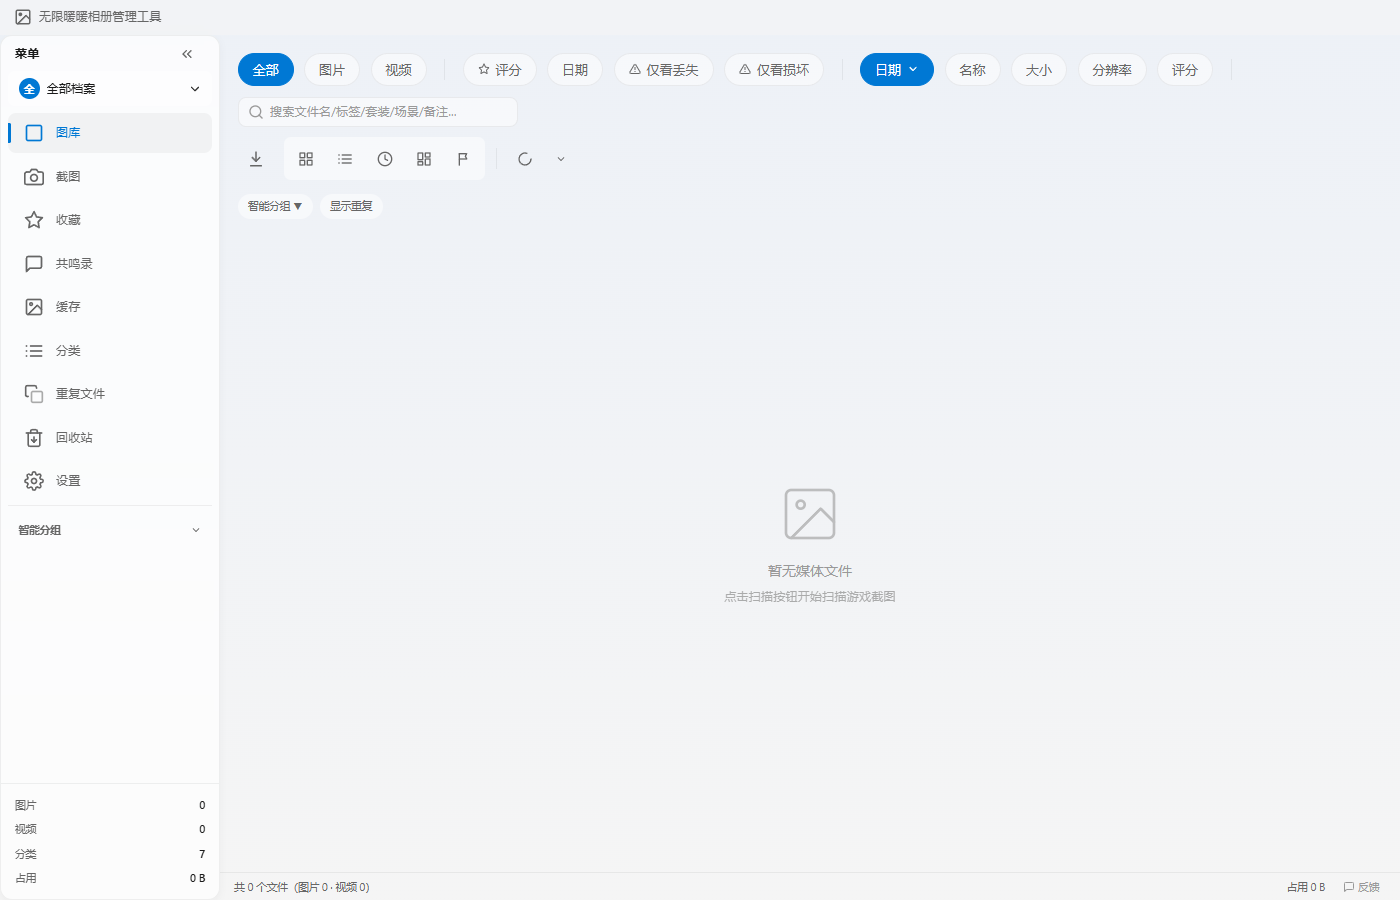 无限暖暖相册管理工具
菜单
全 全部档案
图库
截图
收藏
共鸣录
缓存
分类
重复文件
回收站
设置
智能分组
图片 0
视频 0
分类 7
占用 0 B
全部 图片 视频 评分 日期 仅看丢失 仅看损坏 日期 名称 大小 分辨率 评分
搜索文件名/标签/套装/场景/备注...
智能分组 ▼ 显示重复
暂无媒体文件
点击扫描按钮开始扫描游戏截图
共 0 个文件 (图片 0 · 视频 0) 占用 0 B 反馈